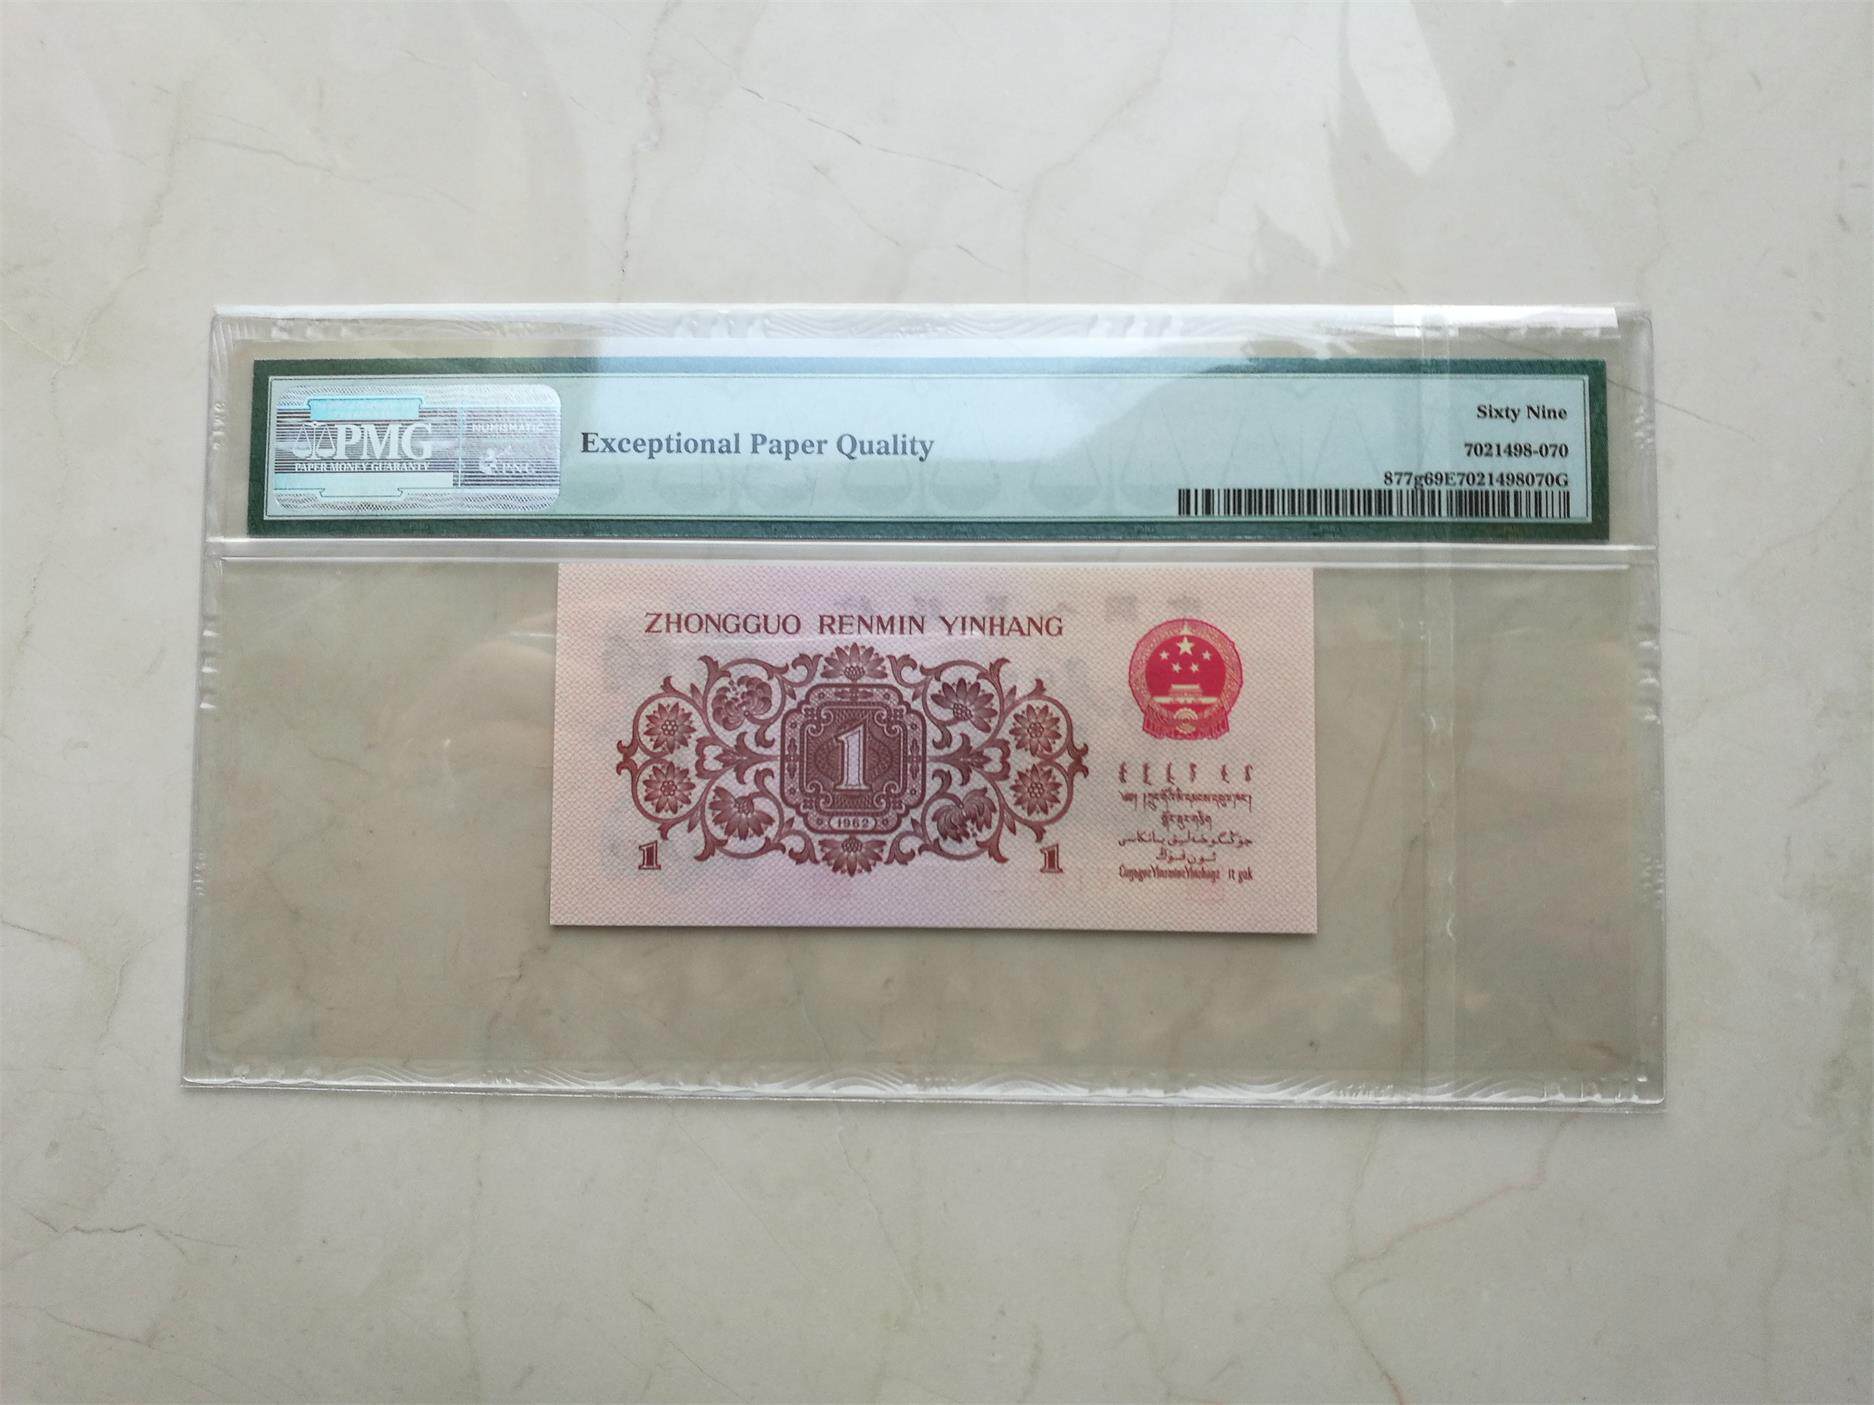 PMG
PAPER MONEY GUARANTY
NUMISMATIC
Exceptional Paper Quality
Sixty Nine
7021498-070
877g69E7021498070G
ZHONGGUO RENMIN YINHANG
1
1962
1
1